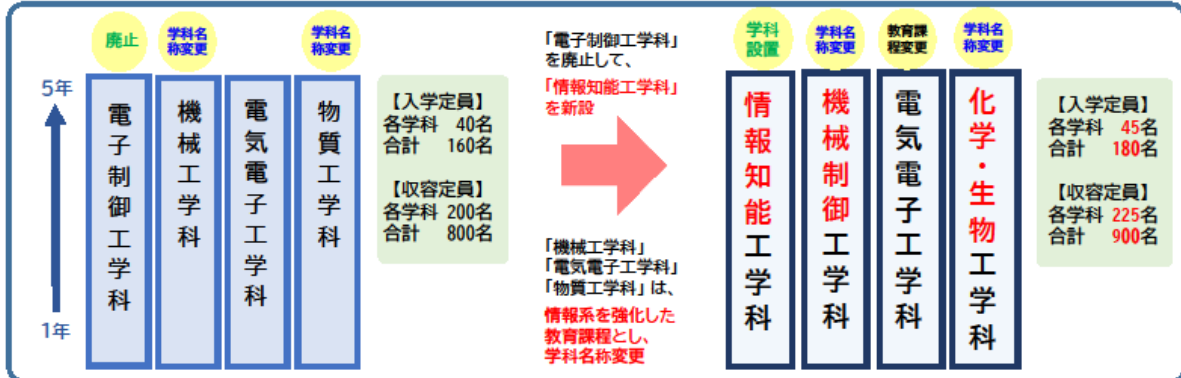 廃止
学科名
称変更
学科名
称変更
5年
1年
電子制御工学科
機械工学科
電気電子工学科
物質工学科
【入学定員】
各学科 40名
合計 160名
【収容定員】
各学科 200名
合計 800名
「電子制御工学科」
を廃止して、
「情報知能工学科」
を新設
「機械工学科」
「電気電子工学科」
「物質工学科」は、
情報系を強化した
教育課程とし、
学科名称変更
学科
設置
学科名
称変更
教育課
程変更
学科名
称変更
情報知能工学科
機械制御工学科
電気電子工学科
化学・生物工学科
【入学定員】
各学科 45名
合計 180名
【収容定員】
各学科 225名
合計 900名